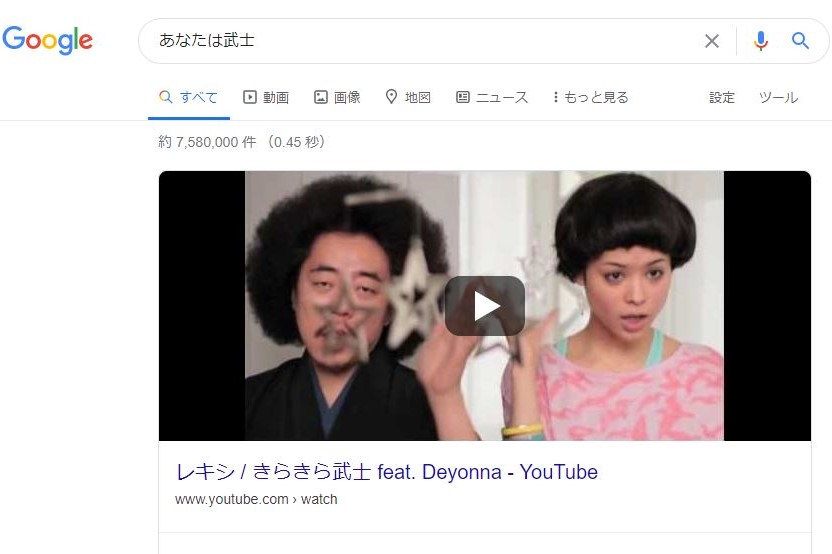 Google
あなたは武士
すべて 動画 画像 地図 ニュース もっと見る 設定 ツール
約 7,580,000 件 （0.45 秒）
レキシ / きらきら武士 feat. Deyonna - YouTube
www.youtube.com › watch